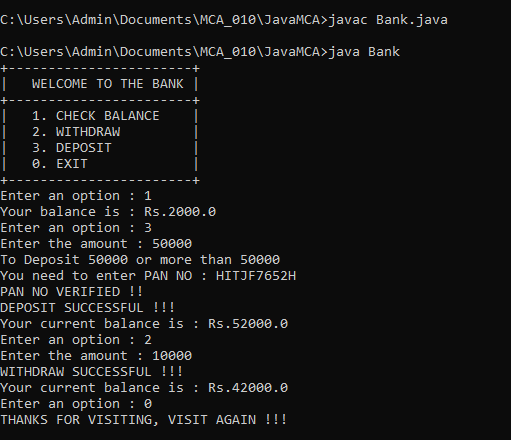 C:\Users\Admin\Documents\MCA_010\JavaMCA>javac Bank.java
C:\Users\Admin\Documents\MCA_010\JavaMCA>java Bank
+-----------------------+
|   WELCOME TO THE BANK |
+-----------------------+
|   1. CHECK BALANCE    |
|   2. WITHDRAW         |
|   3. DEPOSIT          |
|   0. EXIT             |
+-----------------------+
Enter an option : 1
Your balance is : Rs.2000.0
Enter an option : 3
Enter the amount : 50000
To Deposit 50000 or more than 50000
You need to enter PAN NO : HITJF7652H
PAN NO VERIFIED !!
DEPOSIT SUCCESSFUL !!!
Your current balance is : Rs.52000.0
Enter an option : 2
Enter the amount : 10000
WITHDRAW SUCCESSFUL !!!
Your current balance is : Rs.42000.0
Enter an option : 0
THANKS FOR VISITING, VISIT AGAIN !!!